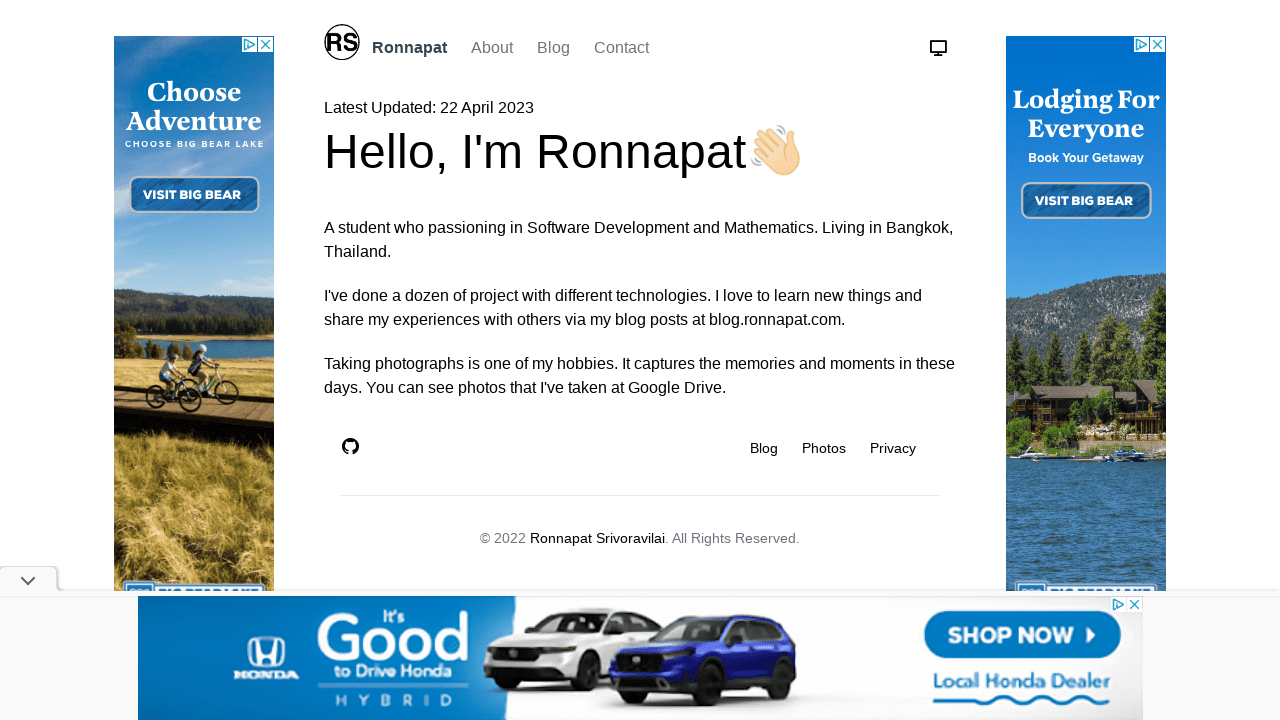 RS
Ronnapat
About
Blog
Contact
Latest Updated: 22 April 2023
Hello, I'm Ronnapat
A student who passioning in Software Development and Mathematics. Living in Bangkok,
Thailand.
I've done a dozen of project with different technologies. I love to learn new things and
share my experiences with others via my blog posts at blog.ronnapat.com.
Taking photographs is one of my hobbies. It captures the memories and moments in these
days. You can see photos that I've taken at Google Drive.
Blog
Photos
Privacy
© 2022 Ronnapat Srivoravilai. All Rights Reserved.
Choose
Adventure
CHOOSE BIG BEAR LAKE
VISIT BIG BEAR
Lodging For
Everyone
Book Your Getaway
VISIT BIG BEAR
HONDA
It's
Good
to Drive Honda
HYBRID
SHOP NOW
Local Honda Dealer